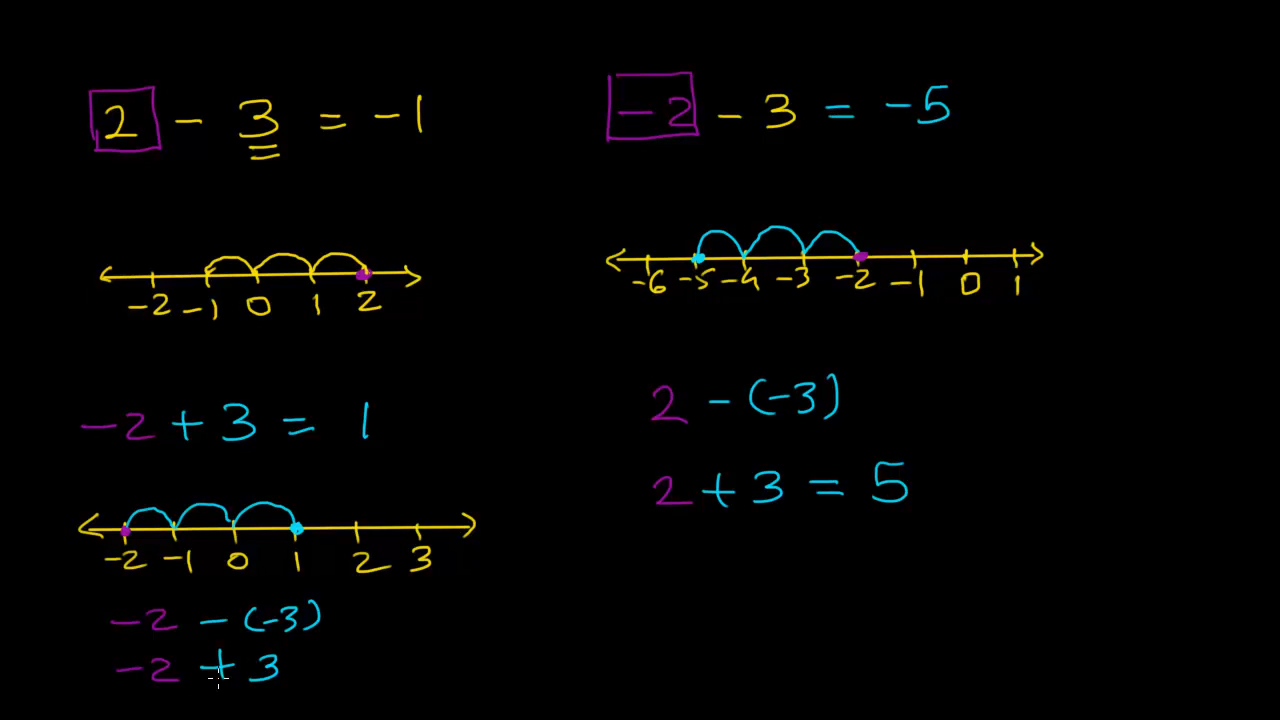 2 - 3 = -1
-2 -1 0 1 2
-2 + 3 = 1
-2 -1 0 1 2 3
-2 - (-3)
-2 + 3
-2 - 3 = -5
-6 -5 -4 -3 -2 -1 0 1
2 - (-3)
2 + 3 = 5